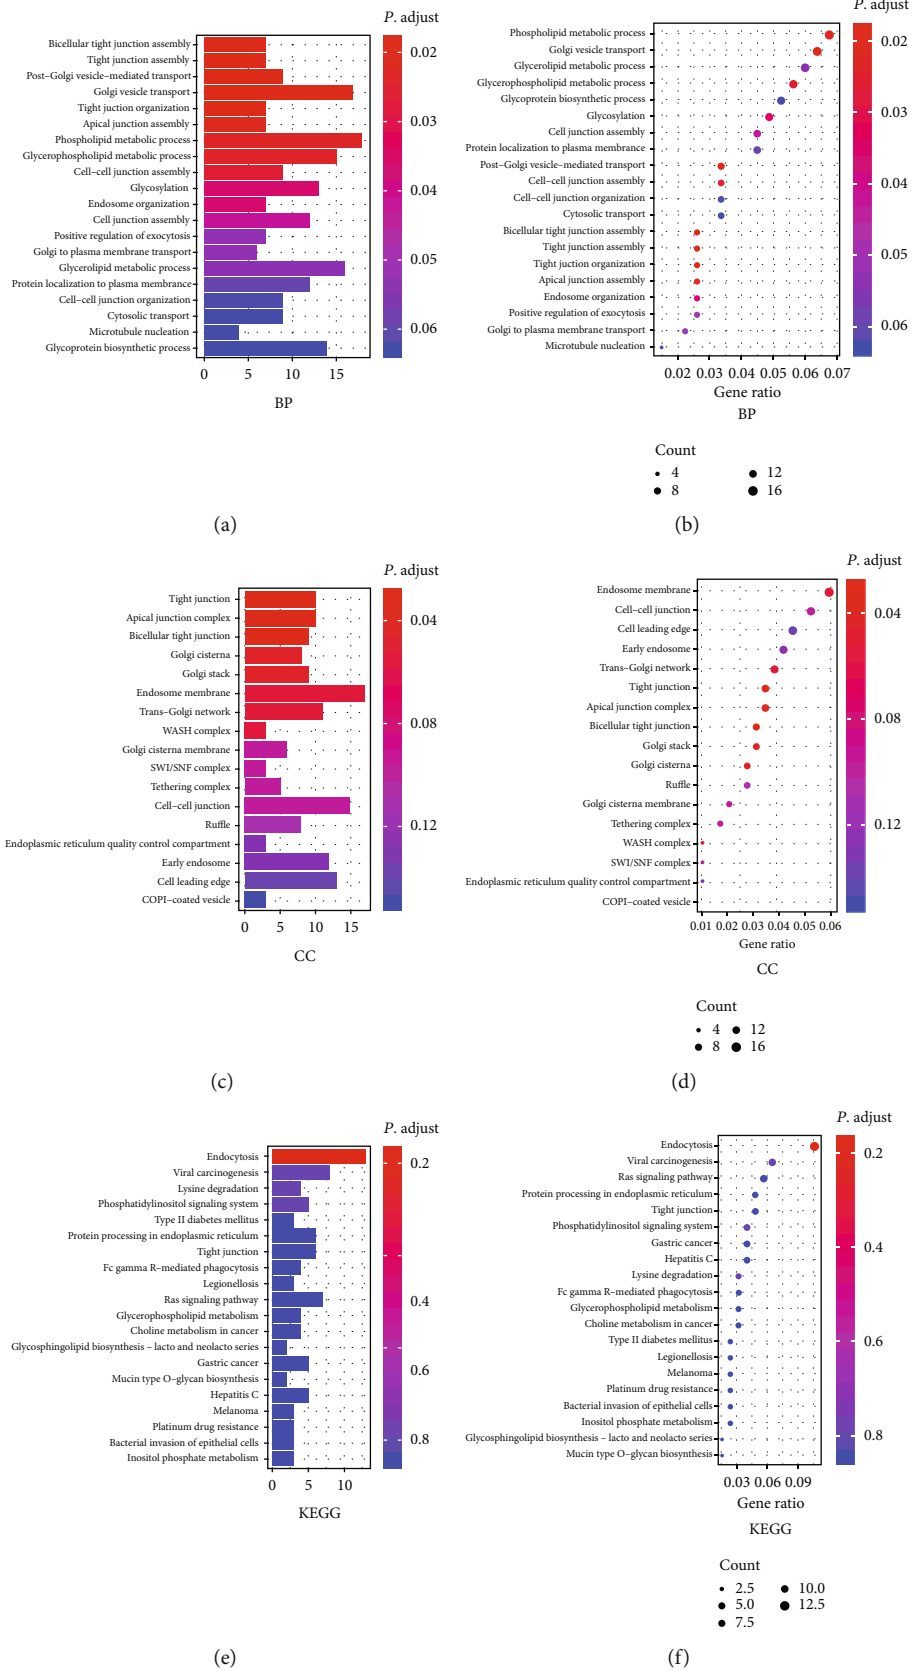 P. adjust
Bicellular tight junction assembly
Tight junction assembly
Post–Golgi vesicle–mediated transport
Golgi vesicle transport
Tight juction organization
Apical junction assembly
Phospholipid metabolic process
Glycerophospholipid metabolic process
Cell–cell junction assembly
Glycosylation
Endosome organization
Cell junction assembly
Positive regulation of exocytosis
Golgi to plasma membrane transport
Glycerolipid metabolic process
Protein localization to plasma membrance
Cell–cell junction organization
Cytosolic transport
Microtubule nucleation
Glycoprotein biosynthetic process
0 5 10 15
BP
0.02
0.03
0.04
0.05
0.06
(a)
P. adjust
Phospholipid metabolic process
Golgi vesicle transport
Glycerolipid metabolic process
Glycerophospholipid metabolic process
Glycoprotein biosynthetic process
Glycosylation
Cell junction assembly
Protein localization to plasma membrance
Post–Golgi vesicle–mediated transport
Cell–cell junction assembly
Cell–cell junction organization
Cytosolic transport
Bicellular tight junction assembly
Tight junction assembly
Tight juction organization
Apical junction assembly
Endosome organization
Positive regulation of exocytosis
Golgi to plasma membrane transport
Microtubule nucleation
0.02 0.03 0.04 0.05 0.06 0.07
Gene ratio
BP
0.02
0.03
0.04
0.05
0.06
Count
4 12
8 16
(b)
P. adjust
Tight junction
Apical junction complex
Bicellular tight junction
Golgi cisterna
Golgi stack
Endosome membrane
Trans–Golgi network
WASH complex
Golgi cisterna membrane
SWI/SNF complex
Tethering complex
Cell–cell junction
Ruffle
Endoplasmic reticulum quality control compartment
Early endosome
Cell leading edge
COPI–coated vesicle
0 5 10 15
CC
0.04
0.08
0.12
(c)
P. adjust
Endosome membrane
Cell–cell junction
Cell leading edge
Early endosome
Trans–Golgi network
Tight junction
Apical junction complex
Bicellular tight junction
Golgi stack
Golgi cisterna
Ruffle
Golgi cisterna membrane
Tethering complex
WASH complex
SWI/SNF complex
Endoplasmic reticulum quality control compartment
COPI–coated vesicle
0.01 0.02 0.03 0.04 0.05 0.06
Gene ratio
CC
0.04
0.08
0.12
Count
4 12
8 16
(d)
P. adjust
Endocytosis
Viral carcinogenesis
Lysine degradation
Phosphatidylinositol signaling system
Type II diabetes mellitus
Protein processing in endoplasmic reticulum
Tight junction
Fc gamma R–mediated phagocytosis
Legionellosis
Ras signaling pathway
Glycerophospholipid metabolism
Choline metabolism in cancer
Glycosphingolipid biosynthesis – lacto and neolacto series
Gastric cancer
Mucin type O–glycan biosynthesis
Hepatitis C
Melanoma
Platinum drug resistance
Bacterial invasion of epithelial cells
Inositol phosphate metabolism
0 5 10
KEGG
0.2
0.4
0.6
0.8
(e)
P. adjust
Endocytosis
Viral carcinogenesis
Ras signaling pathway
Protein processing in endoplasmic reticulum
Tight junction
Phosphatidylinositol signaling system
Gastric cancer
Hepatitis C
Lysine degradation
Fc gamma R–mediated phagocytosis
Glycerophospholipid metabolism
Choline metabolism in cancer
Type II diabetes mellitus
Legionellosis
Melanoma
Platinum drug resistance
Bacterial invasion of epithelial cells
Inositol phosphate metabolism
Glycosphingolipid biosynthesis – lacto and neolacto series
Mucin type O–glycan biosynthesis
0.03 0.06 0.09
Gene ratio
KEGG
0.2
0.4
0.6
0.8
Count
2.5 10.0
5.0 12.5
7.5
(f)